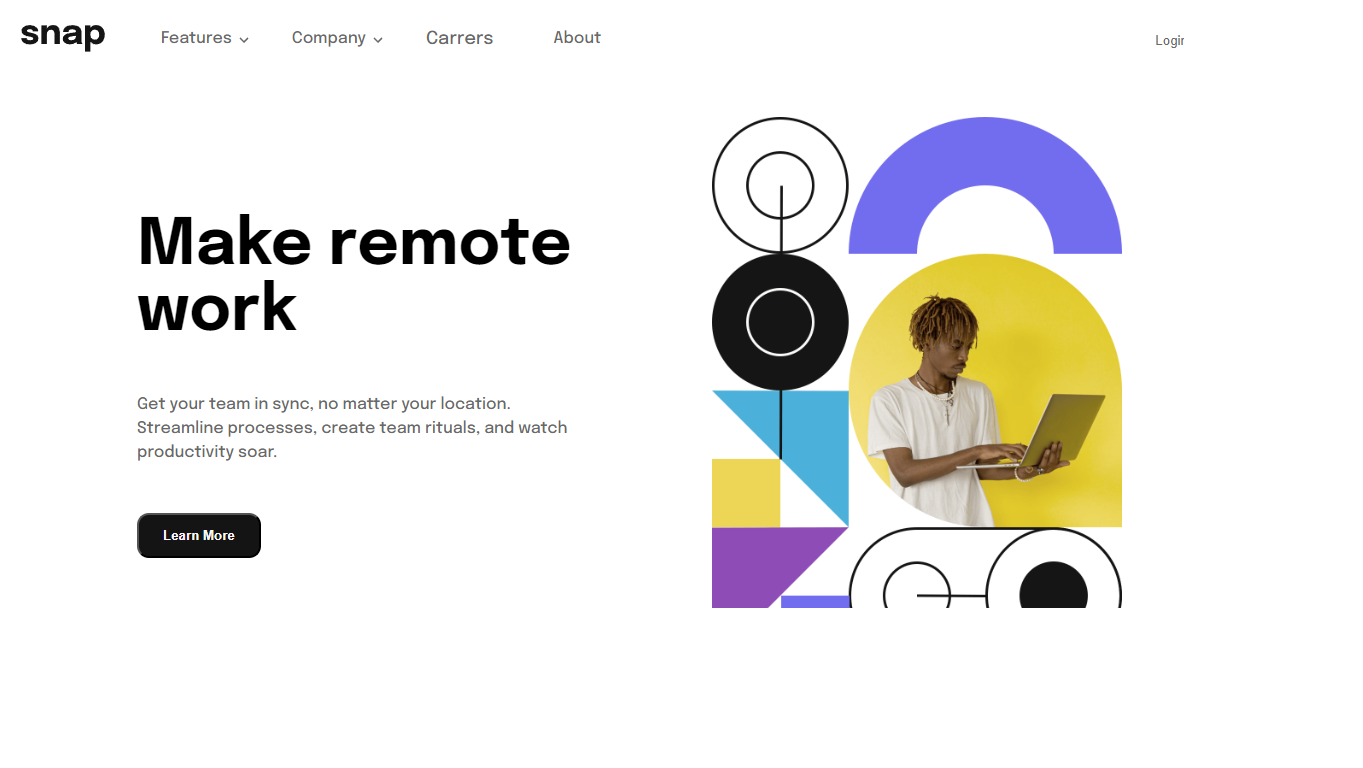 snap Features Company Carrers About Login
Make remote
work
Get your team in sync, no matter your location.
Streamline processes, create team rituals, and watch
productivity soar.
Learn More